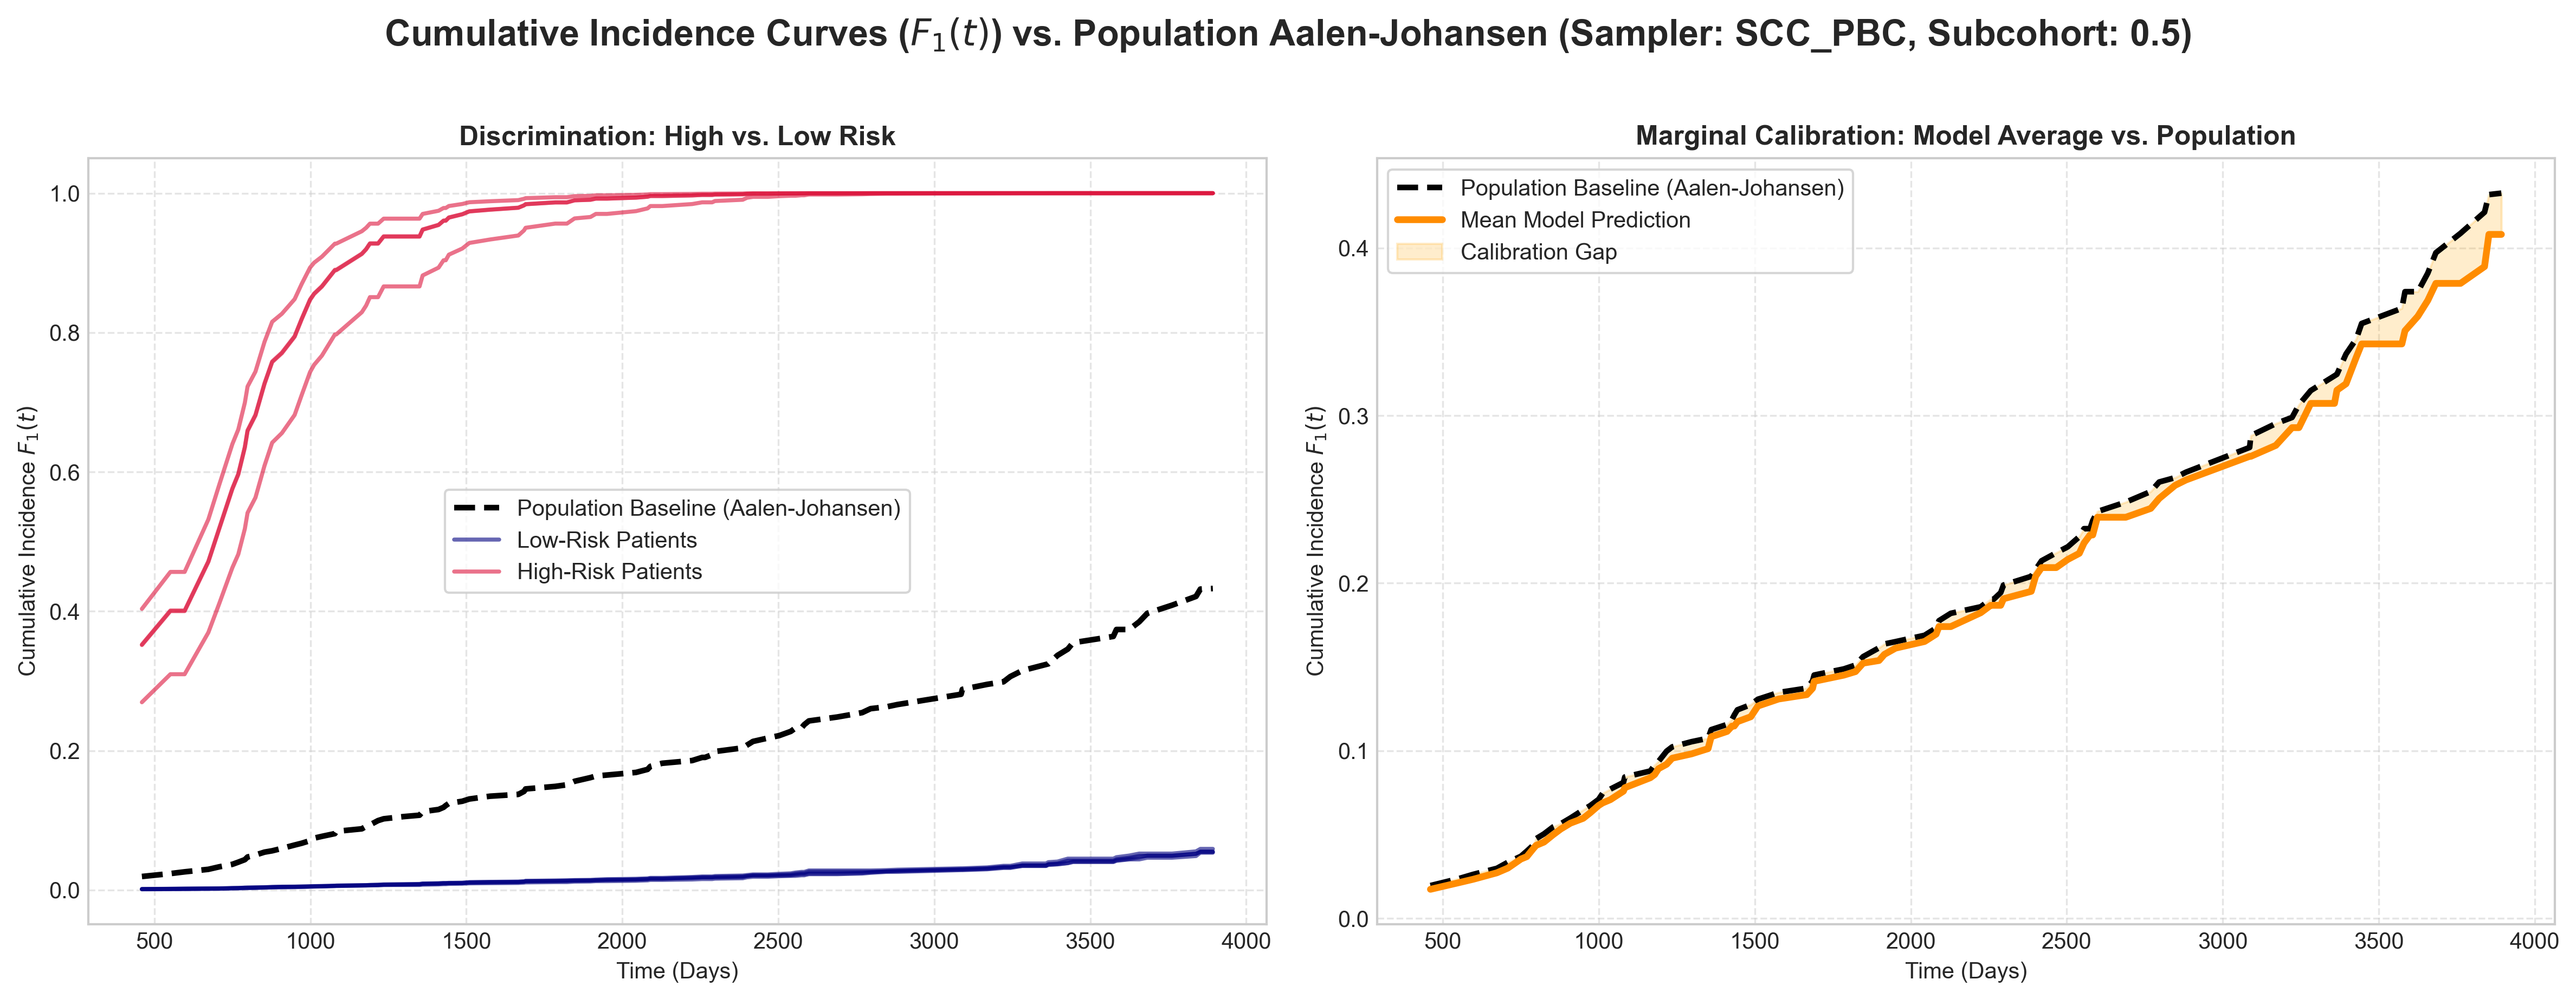 Cumulative Incidence Curves (F₁(t)) vs. Population Aalen-Johansen (Sampler: SCC_PBC, Subcohort: 0.5)
Discrimination: High vs. Low Risk
Cumulative Incidence F₁(t)
1.0
0.8
0.6
0.4
0.2
0.0
Population Baseline (Aalen-Johansen)
Low-Risk Patients
High-Risk Patients
500 1000 1500 2000 2500 3000 3500 4000
Time (Days)
Marginal Calibration: Model Average vs. Population
Cumulative Incidence F₁(t)
Population Baseline (Aalen-Johansen)
Mean Model Prediction
Calibration Gap
0.4
0.3
0.2
0.1
0.0
500 1000 1500 2000 2500 3000 3500 4000
Time (Days)